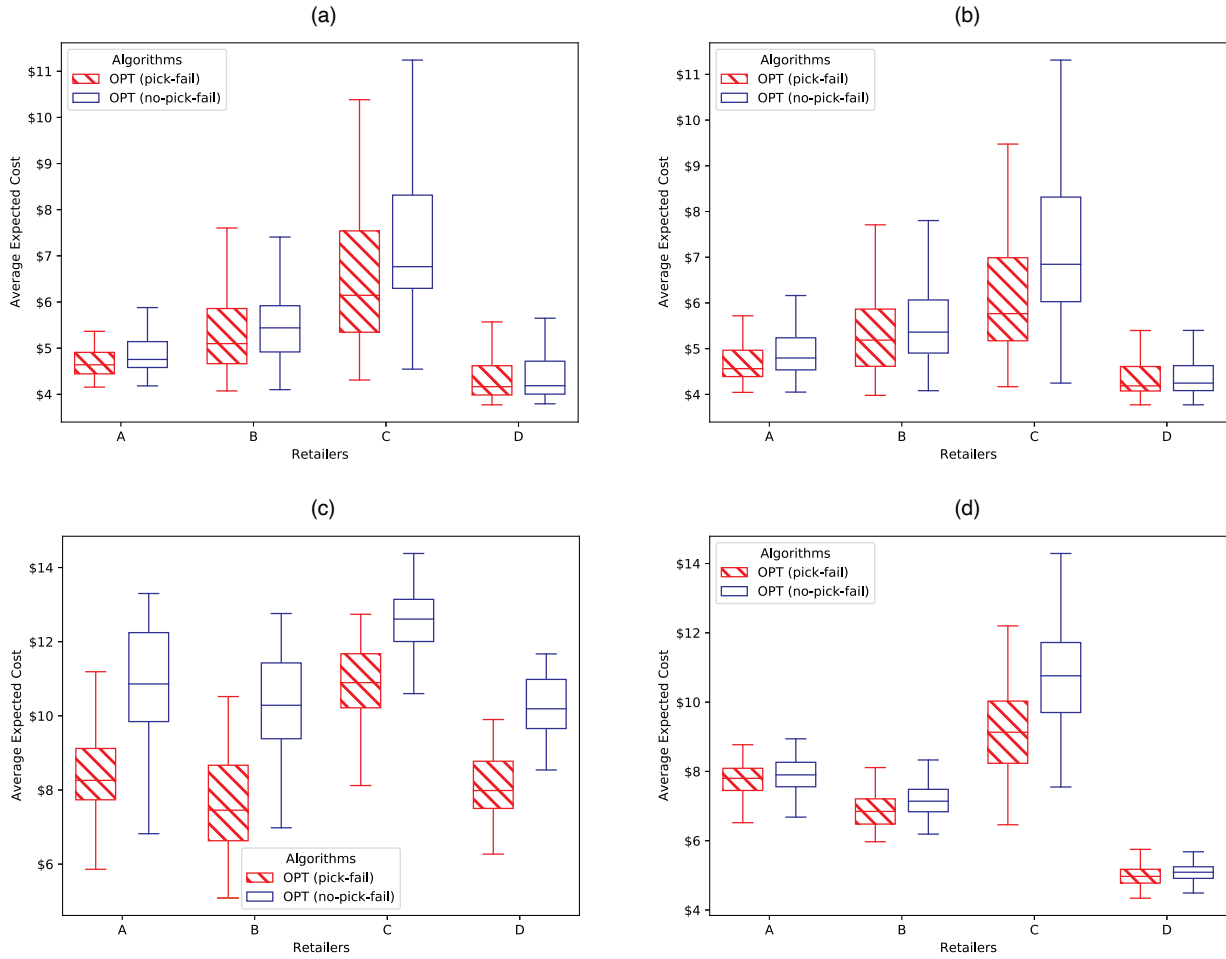 (a)
Algorithms
OPT (pick-fail)
OPT (no-pick-fail)
$11
$10
$9
$8
$7
$6
$5
$4
Average Expected Cost
A B C D
Retailers
(b)
Algorithms
OPT (pick-fail)
OPT (no-pick-fail)
$11
$10
$9
$8
$7
$6
$5
$4
Average Expected Cost
A B C D
Retailers
(c)
$14
$12
$10
$8
$6
Average Expected Cost
Algorithms
OPT (pick-fail)
OPT (no-pick-fail)
A B C D
Retailers
(d)
Algorithms
OPT (pick-fail)
OPT (no-pick-fail)
$14
$12
$10
$8
$6
$4
Average Expected Cost
A B C D
Retailers